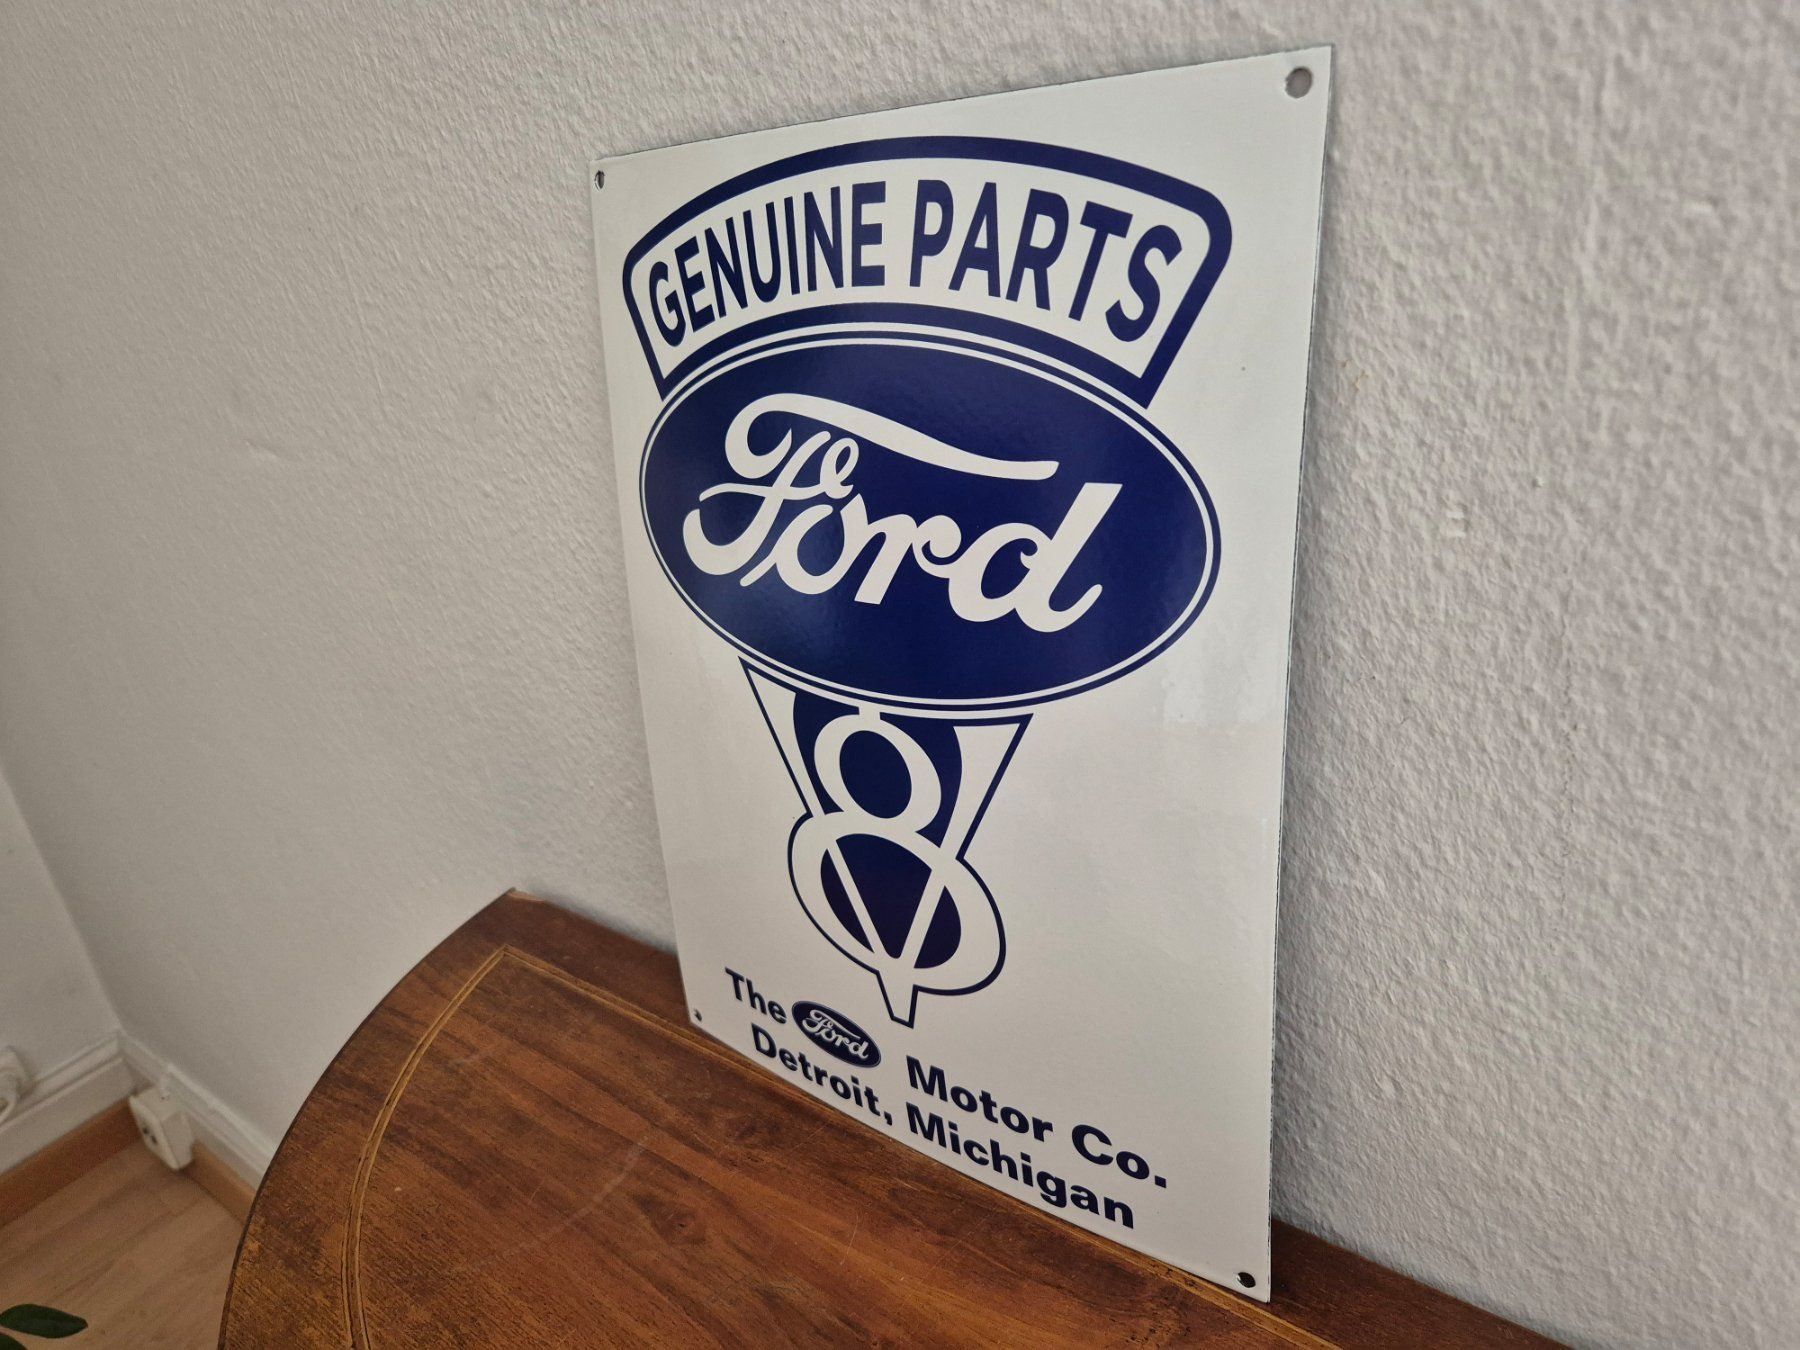 GENUINE PARTS
Ford
V8
The Ford Motor Co.
Detroit, Michigan